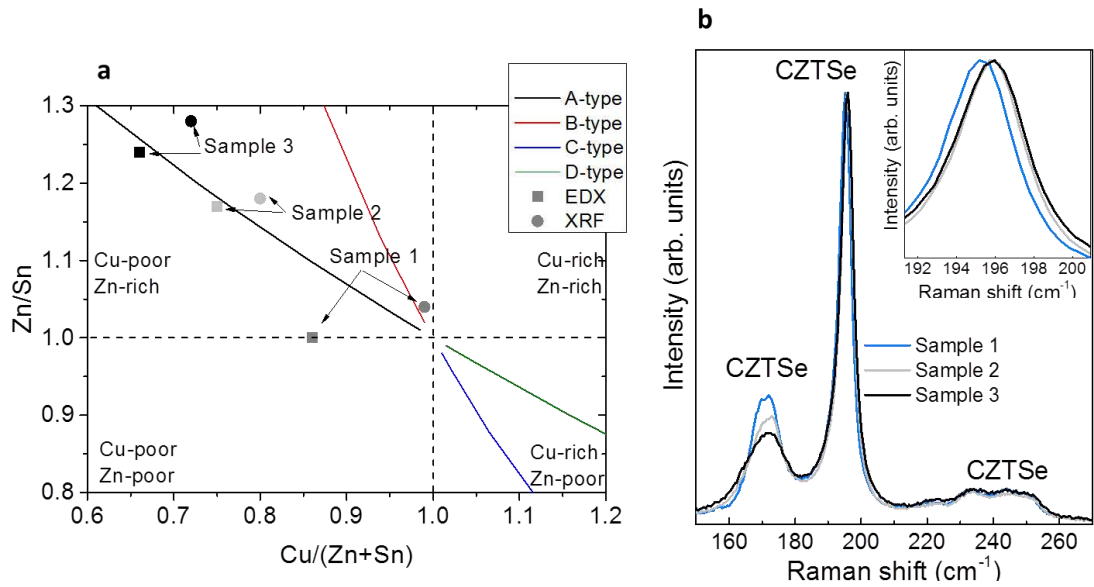 a
A-type
B-type
C-type
D-type
EDX
XRF
Sample 3
Sample 2
Sample 1
Cu-poor
Zn-rich
Cu-rich
Zn-rich
Cu-poor
Zn-poor
Cu-rich
Zn-poor
1.3
1.2
1.1
1.0
0.9
0.8
Zn/Sn
0.6 0.7 0.8 0.9 1.0 1.1 1.2
Cu/(Zn+Sn)
b
CZTSe
CZTSe
CZTSe
Intensity (arb. units)
192 194 196 198 200
Raman shift (cm-1)
Sample 1
Sample 2
Sample 3
Intensity (arb. units)
160 180 200 220 240 260
Raman shift (cm-1)